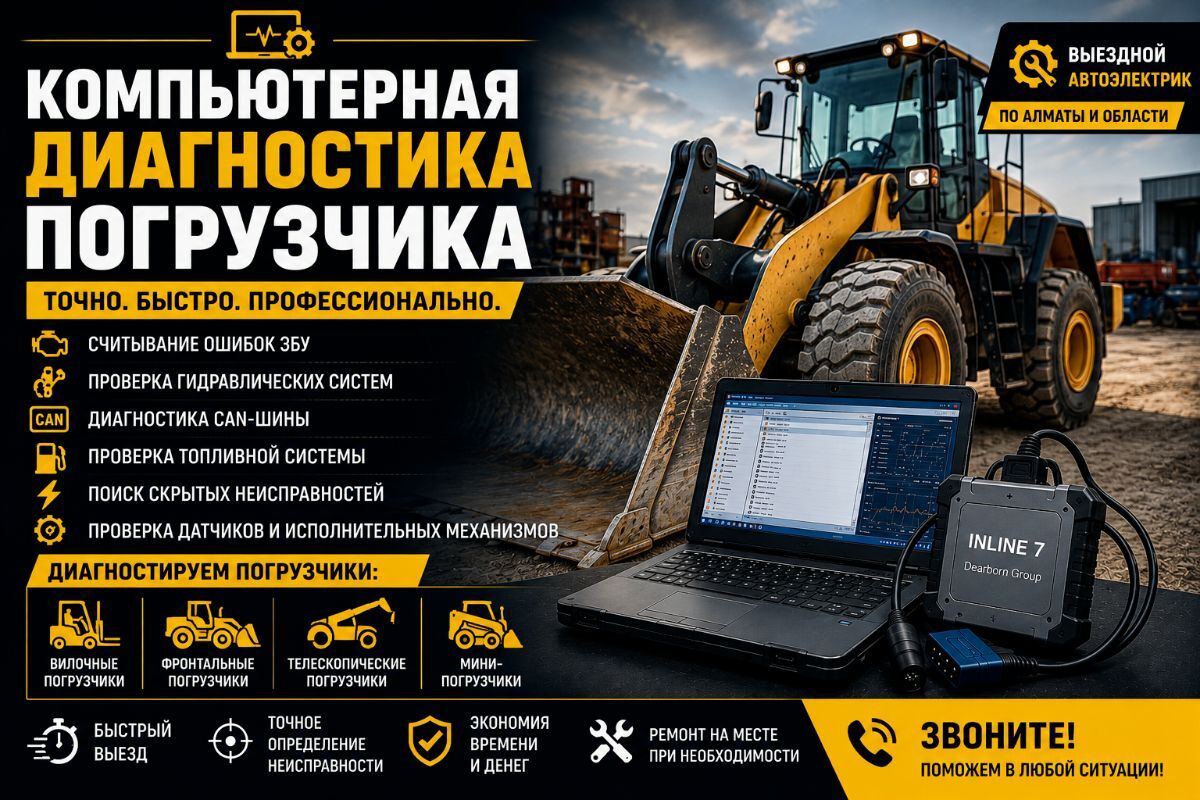 КОМПЬЮТЕРНАЯ
ДИАГНОСТИКА
ПОГРУЗЧИКА
ТОЧНО. БЫСТРО. ПРОФЕССИОНАЛЬНО.
ВЫЕЗДНОЙ
АВТОЭЛЕКТРИК
ПО АЛМАТЫ И ОБЛАСТИ
СЧИТЫВАНИЕ ОШИБОК ЗБУ
ПРОВЕРКА ГИДРАВЛИЧЕСКИХ СИСТЕМ
CAN
ДИАГНОСТИКА CAN-ШИНЫ
ПРОВЕРКА ТОПЛИВНОЙ СИСТЕМЫ
ПОИСК СКРЫТЫХ НЕИСПРАВНОСТЕЙ
ПРОВЕРКА ДАТЧИКОВ И ИСПОЛНИТЕЛЬНЫХ МЕХАНИЗМОВ
INLINE 7
Dearborn Group
ДИАГНОСТИРУЕМ ПОГРУЗЧИКИ:
ВИЛОЧНЫЕ
ПОГРУЗЧИКИ
ФРОНТАЛЬНЫЕ
ПОГРУЗЧИКИ
ТЕЛЕСКОПИЧЕСКИЕ
ПОГРУЗЧИКИ
МИНИ-
ПОГРУЗЧИКИ
БЫСТРЫЙ
ВЫЕЗД
ТОЧНОЕ
ОПРЕДЕЛЕНИЕ
НЕИСПРАВНОСТИ
ЭКОНОМИЯ
ВРЕМЕНИ
И ДЕНЕГ
РЕМОНТ НА МЕСТЕ
ПРИ НЕОБХОДИМОСТИ
ЗВОНИТЕ!
ПОМОЖЕМ В ЛЮБОЙ СИТУАЦИИ!